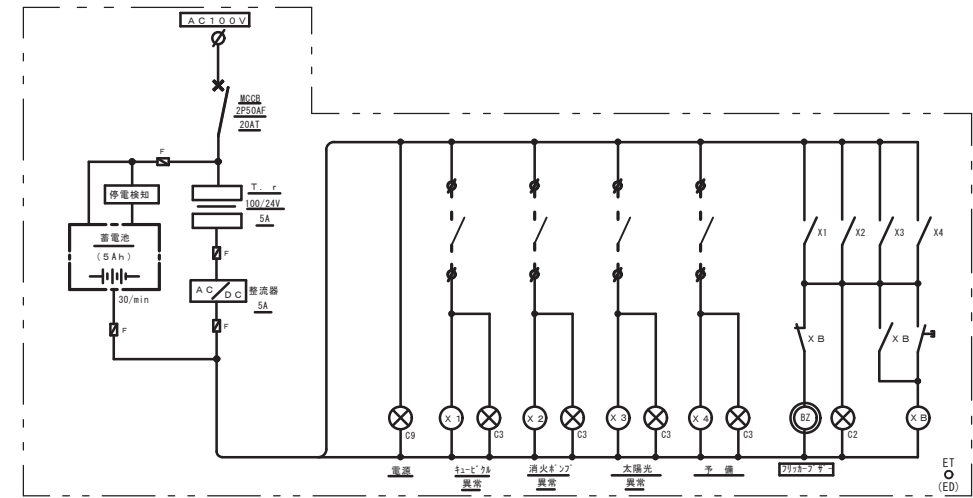 AC100V
MCCB
2P50AF
20AT
F
停電検知
T. r
100/24V
5A
蓄電池
(5Ah)
30/min
F
AC/DC
整流器
5A
F
F
X1
X2
X3
X4
XB
XB
C9
X1
C3
X2
C3
X3
C3
X4
C3
BZ
C2
XB
電源
キュービクル
異常
消火ポンプ
異常
太陽光
異常
予備
フリッカーブザー
ET
(ED)